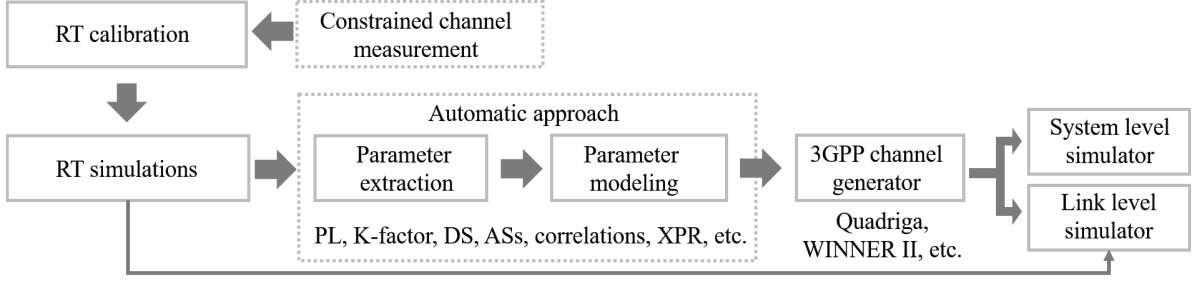 RT calibration
Constrained channel
measurement
Automatic approach
RT simulations
Parameter
extraction
Parameter
modeling
3GPP channel
generator
System level
simulator
Link level
simulator
PL, K-factor, DS, ASs, correlations, XPR, etc.
Quadriga,
WINNER II, etc.